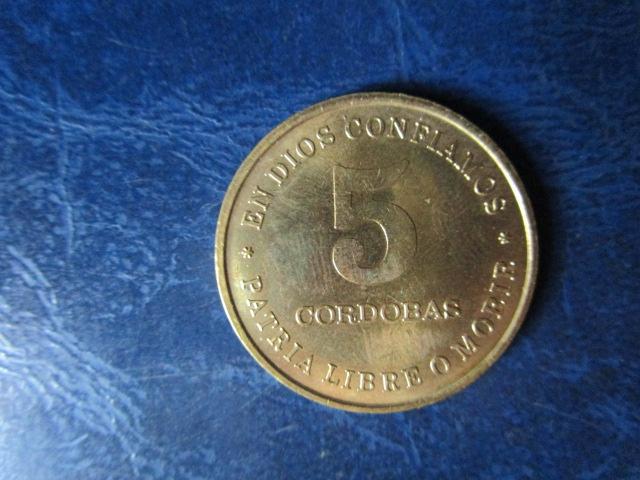 EN DIOS CONFIAMOS
5
CORDOBAS
* PATRIA LIBRE O MORIR *